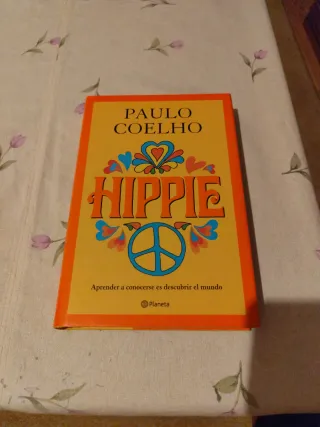 PAULO
COELHO
HIPPIE
Aprender a conocerse es descubrir el mundo
Planeta